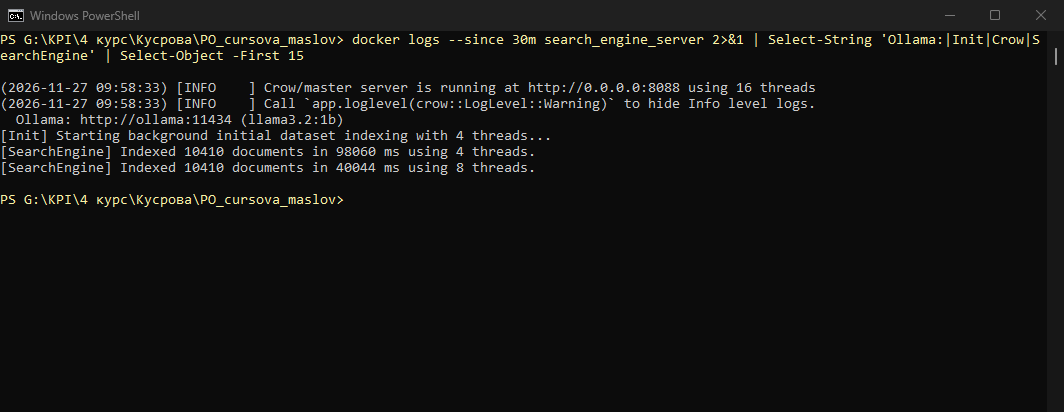 Windows PowerShell
PS G:\KPI\4 курс\Кусрова\PO_cursova_maslov> docker logs --since 30m search_engine_server 2>&1 | Select-String 'Ollama:|Init|Crow|S
earchEngine' | Select-Object -First 15
(2026-11-27 09:58:33) [INFO    ] Crow/master server is running at http://0.0.0.0:8088 using 16 threads
(2026-11-27 09:58:33) [INFO    ] Call `app.loglevel(crow::LogLevel::Warning)` to hide Info level logs.
  Ollama: http://ollama:11434 (llama3.2:1b)
[Init] Starting background initial dataset indexing with 4 threads...
[SearchEngine] Indexed 10410 documents in 98060 ms using 4 threads.
[SearchEngine] Indexed 10410 documents in 40044 ms using 8 threads.
PS G:\KPI\4 курс\Кусрова\PO_cursova_maslov>